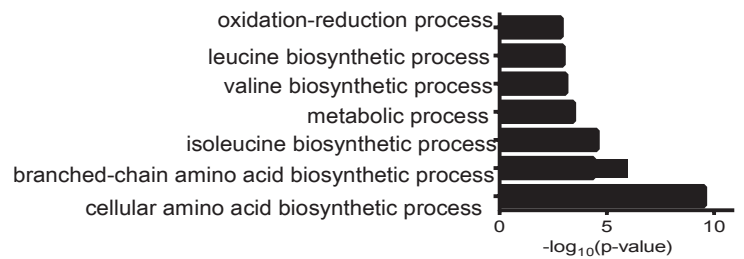 oxidation-reduction process
leucine biosynthetic process
valine biosynthetic process
metabolic process
isoleucine biosynthetic process
branched-chain amino acid biosynthetic process
cellular amino acid biosynthetic process
0 5 10
-log10(p-value)